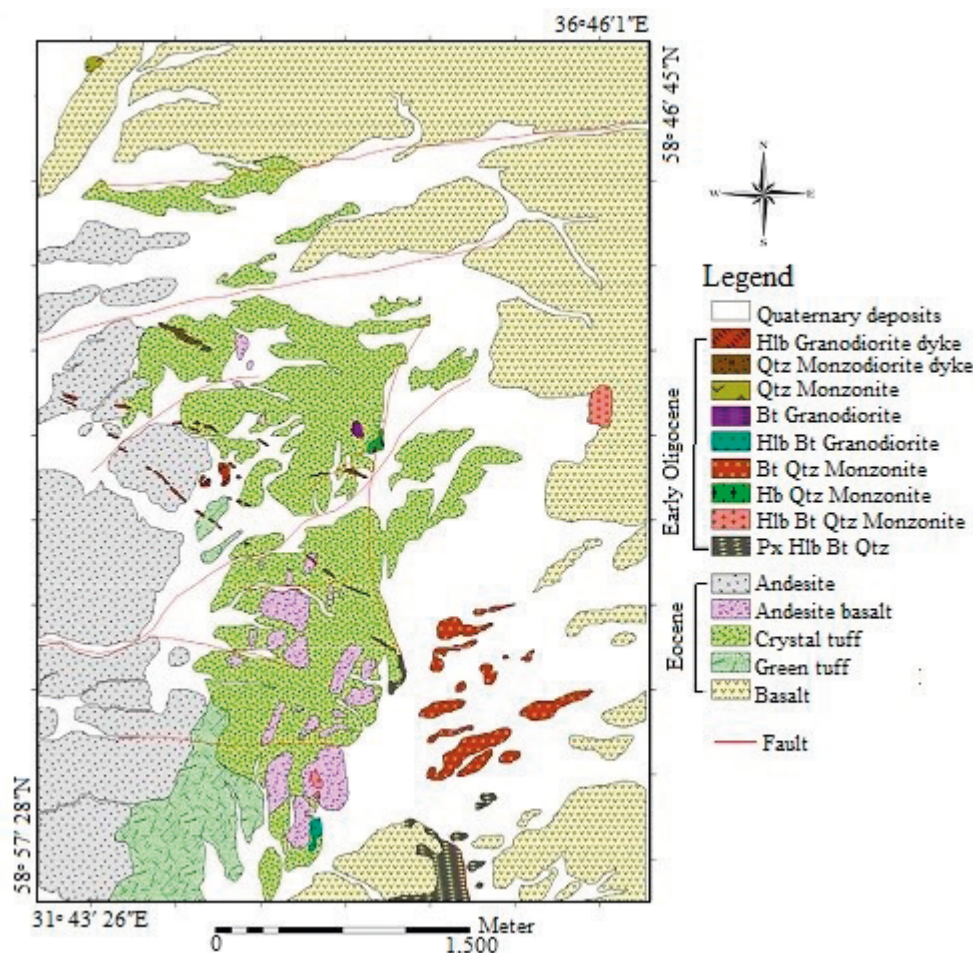 36°46′1″E
58° 46′ 45″N
N
W E
S
Legend
Quaternary deposits
Hlb Granodiorite dyke
Qtz Monzodiorite dyke
Qtz Monzonite
Bt Granodiorite
Hlb Bt Granodiorite
Bt Qtz Monzonite
Hb Qtz Monzonite
Hlb Bt Qtz Monzonite
Px Hlb Bt Qtz
Early Oligocene
Andesite
Andesite basalt
Crystal tuff
Green tuff
Basalt
Eocene
Fault
58° 57′ 28″N
31° 43′ 26″E
Meter
0 1,500